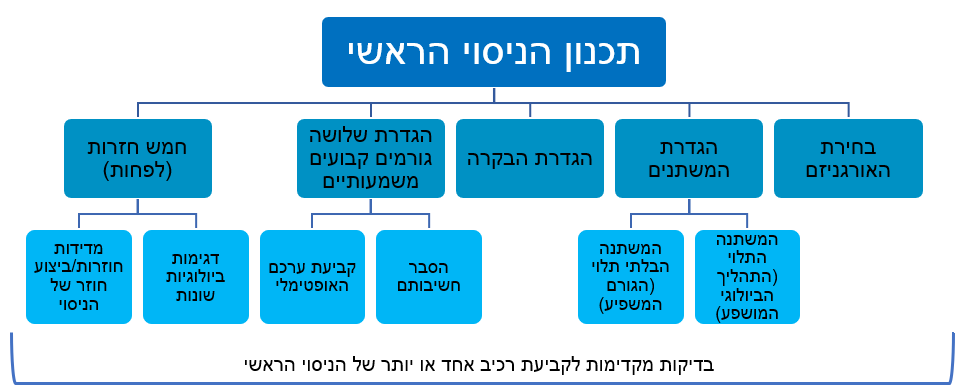 תכנון הניסוי הראשי
בחירת
האורגניזם
הגדרת
המשתנים
הגדרת הבקרה
הגדרת שלושה
גורמים קבועים
משמעותיים
חמש חזרות
(לפחות)
המשתנה
התלוי
(התהליך
הביולוגי
המושפע)
המשתנה
הבלתי תלוי
(הגורם
המשפיע)
הסבר
חשיבותם
קביעת ערכם
האופטימלי
דגימות
ביולוגיות
שונות
מדידות
חוזרות/ביצוע
חוזר של
הניסוי
בדיקות מקדימות לקביעת רכיב אחד או יותר של הניסוי הראשי